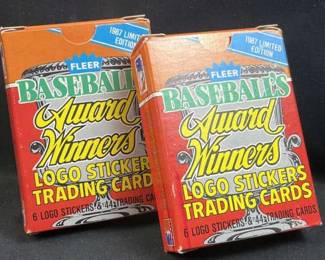 1987 LIMITED
EDITION
FLEER
BASEBALL'S
Award
Winners
LOGO STICKERS
TRADING CARDS
6 LOGO STICKERS & 44 TRADING CARDS
1987 LIMITED
EDITION
FLEER
BASEBALL'S
Award
Winners
LOGO STICKERS
TRADING CARDS
6 LOGO STICKERS & 44 TRADING CARDS